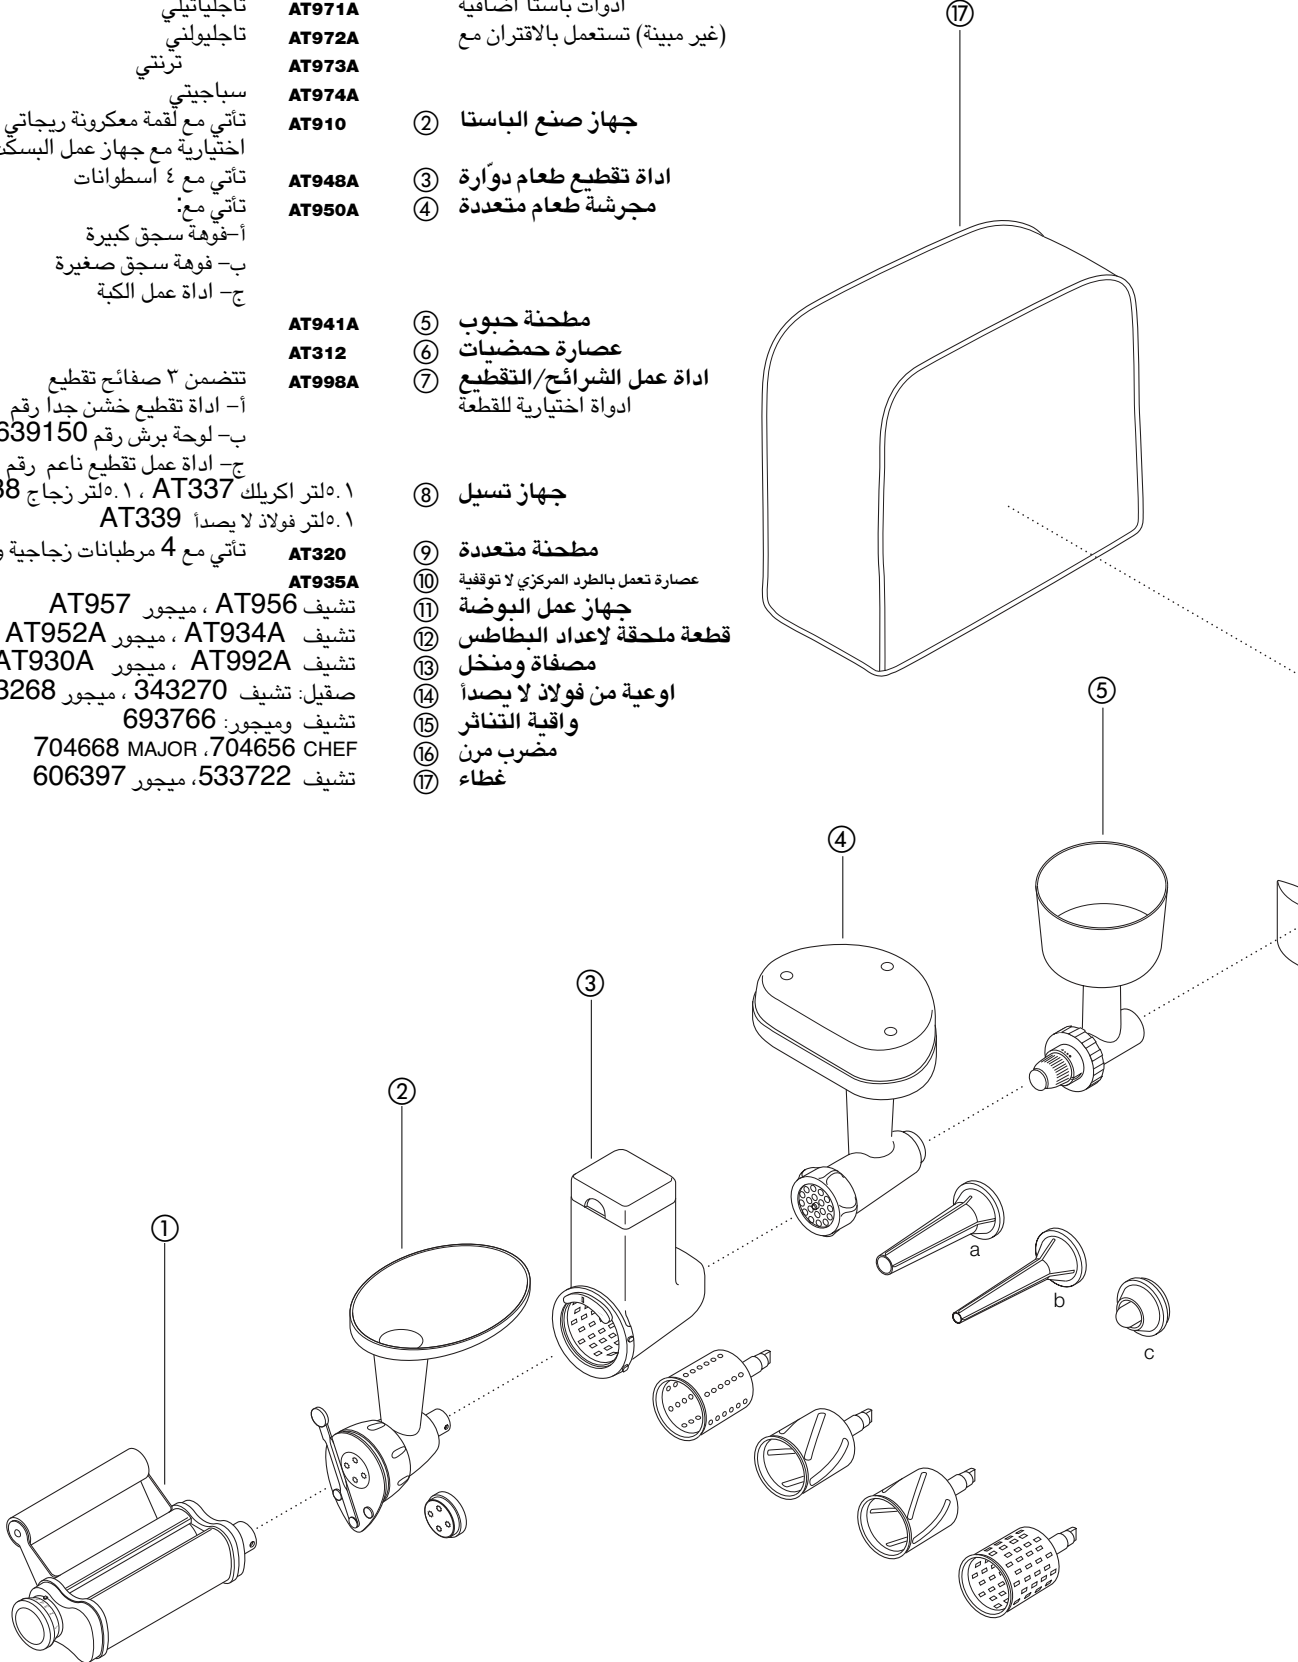 ادوات باستا اضافية AT971A تاجلياتيلي
(غير مبينة) تستعمل بالاقتران مع AT972A تاجليولني
AT973A ترنتي
AT974A سباجيتي
② جهاز صنع الباستا AT910 تأتي مع لقمة معكرونة ريجاتي
اختيارية مع جهاز عمل
③ اداة تقطيع طعام دوّارة AT948A تأتي مع ٤ اسطوانات
④ مجرشة طعام متعددة AT950A تأتي مع:
أ–فوهة سجق كبيرة
ب– فوهة سجق صغيرة
ج– اداة عمل الكبة
⑤ مطحنة حبوب AT941A
⑥ عصارة حمضيات AT312
⑦ اداة عمل الشرائح/التقطيع AT998A تتضمن ٣ صفائح تقطيع
ادواة اختيارية للقطعة أ– اداة تقطيع خشن جدا رقم
ب– لوحة برش رقم 639150
ج– اداة عمل تقطيع ناعم رقم
⑧ جهاز تسيل ٥.١لتر اكريلك AT337 ، ٥.١لتر زجاج
٥.١لتر فولاذ لا يصدأ AT339
⑨ مطحنة متعددة AT320 تأتي مع 4 مرطبانات زجاجية
⑩ عصارة تعمل بالطرد المركزي لا توقفية AT935A
⑪ جهاز عمل البوضة تشيف AT956 ، ميجور AT957
⑫ قطعة ملحقة لاعداد البطاطس تشيف AT934A ، ميجور AT952A
⑬ مصفاة ومنخل تشيف AT992A ، ميجور AT930A
⑭ اوعية من فولاذ لا يصدأ صقيل: تشيف 343270 ، ميجور
⑮ واقية التناثر تشيف وميجور: 693766
⑯ مضرب مرن CHEF 704656، MAJOR 704668
⑰ غطاء تشيف 533722، ميجور 606397
⑰
⑤
④
③
②
①
a
b
c